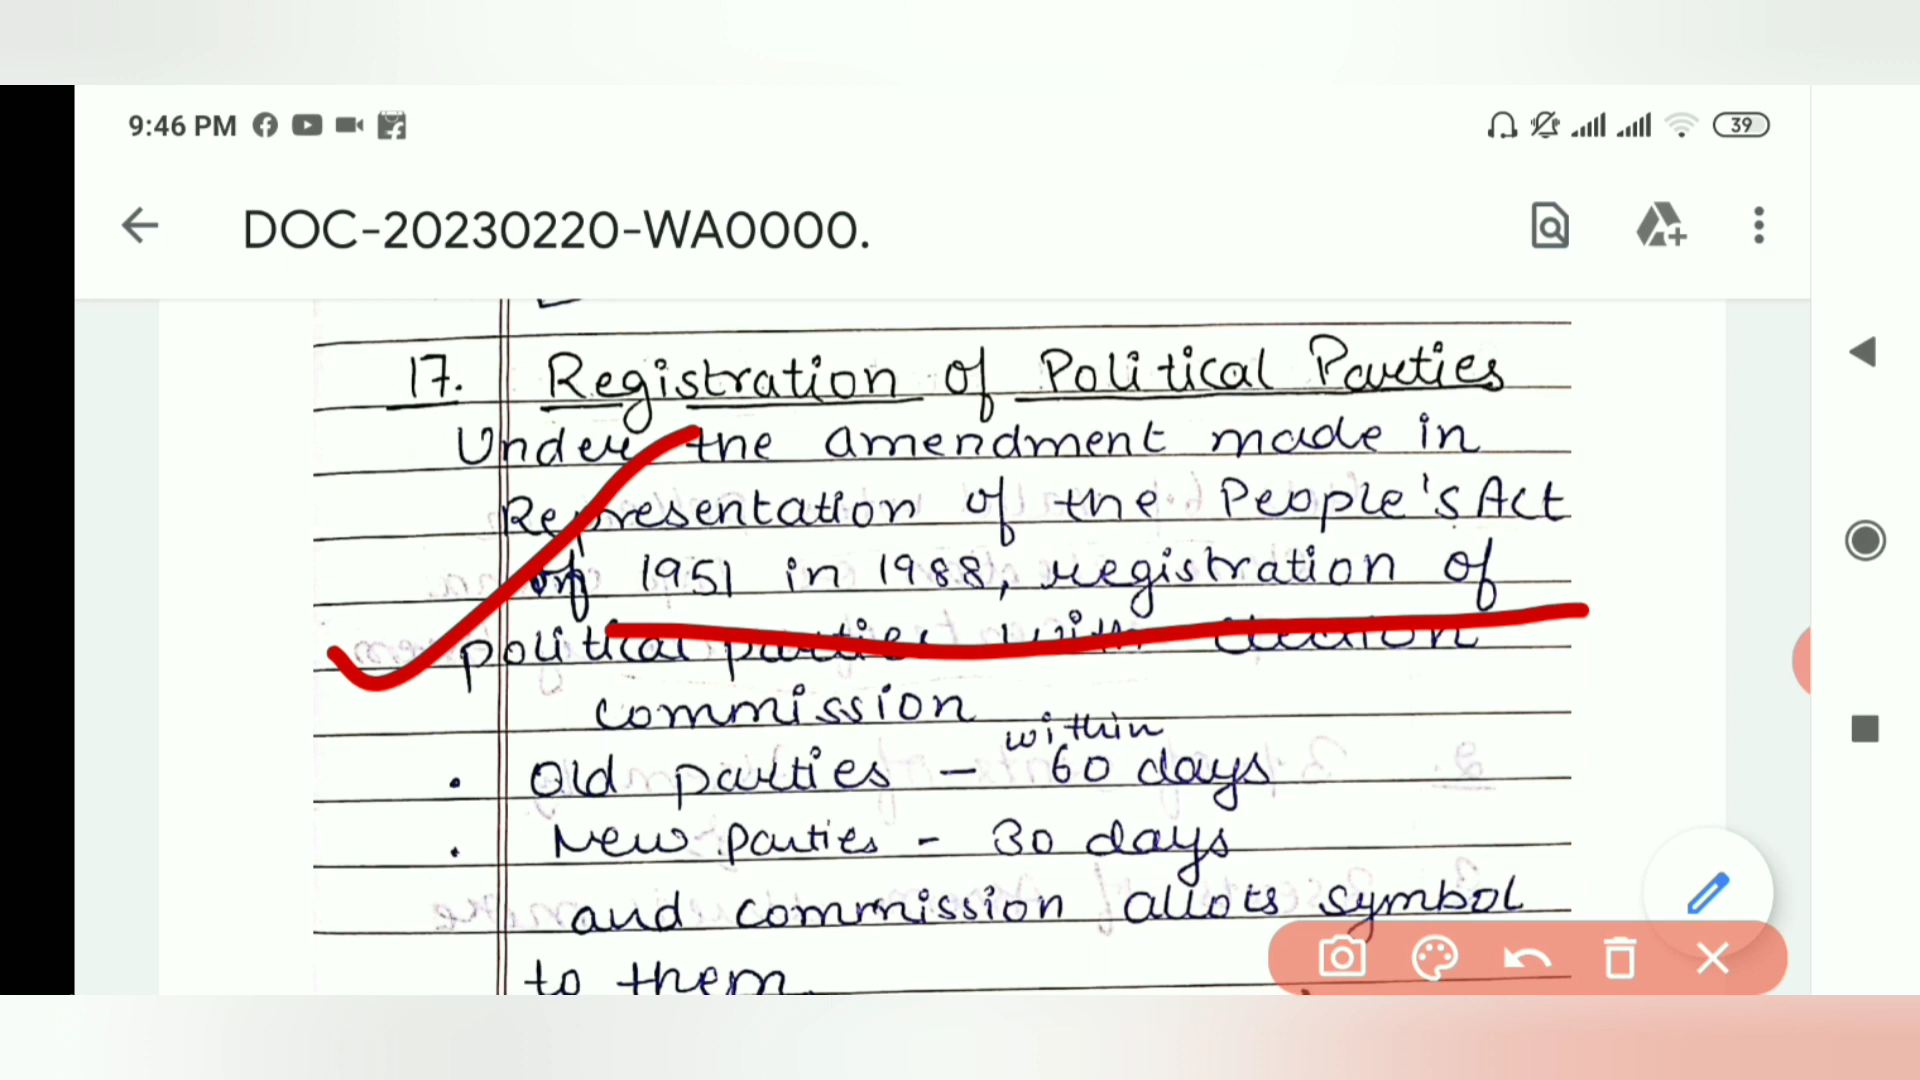 9:46 PM
39
DOC-20230220-WA0000.
17. Registration of Political Parties
Under the amendment made in
Representation of the People's Act
of 1951 in 1988, registration of
political parties with election
commission
within
Old parties – 60 days
New parties - 30 days
and commission allots symbol
to them.